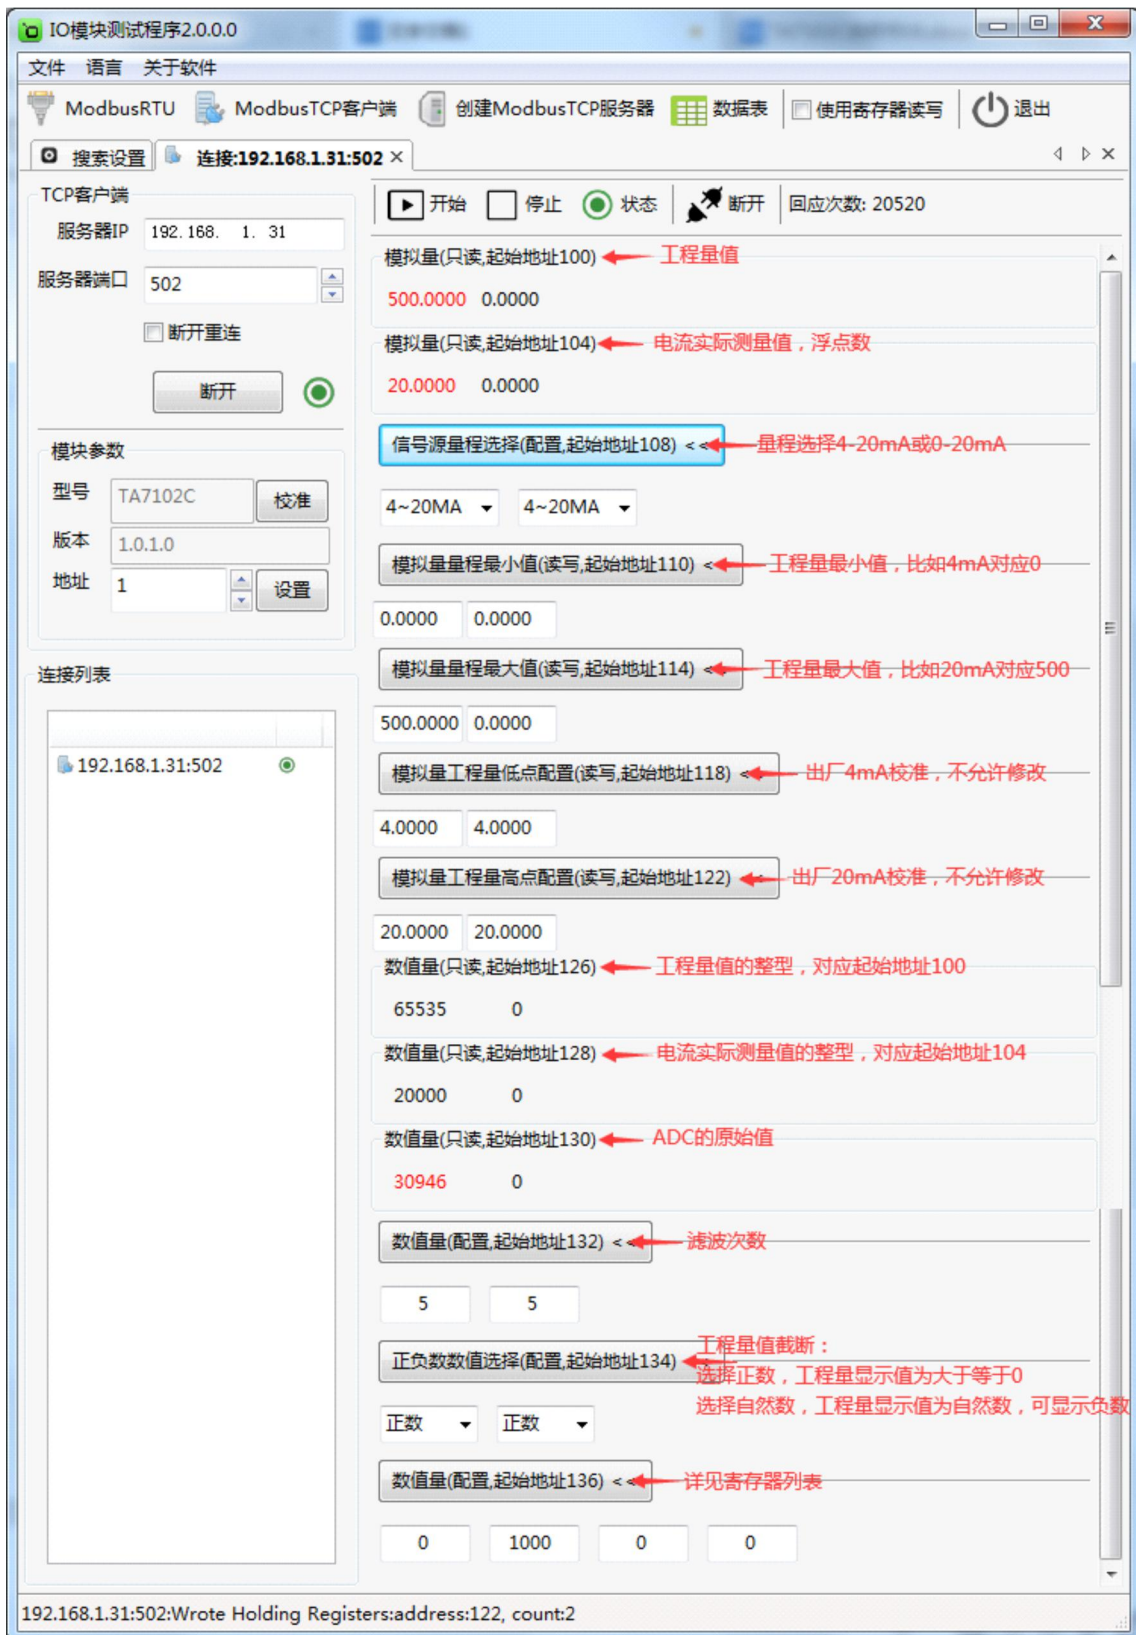 IO模块测试程序2.0.0.0
文件 语言 关于软件
ModbusRTU ModbusTCP客户端 创建ModbusTCP服务器 数据表 使用寄存器读写 退出
搜索设置 连接:192.168.1.31:502
TCP客户端
服务器IP 192.168. 1. 31
服务器端口 502
断开重连
断开
模块参数
型号 TA7102C 校准
版本 1.0.1.0
地址 1 设置
连接列表
192.168.1.31:502
开始 停止 状态 断开 回应次数: 20520
模拟量(只读,起始地址100) 工程量值
500.0000 0.0000
模拟量(只读,起始地址104) 电流实际测量值，浮点数
20.0000 0.0000
信号源量程选择(配置,起始地址108) << 量程选择4-20mA或0-20mA
4~20MA 4~20MA
模拟量量程最小值(读写,起始地址110) < 工程量最小值，比如4mA对应0
0.0000 0.0000
模拟量量程最大值(读写,起始地址114) << 工程量最大值，比如20mA对应500
500.0000 0.0000
模拟量工程量低点配置(读写,起始地址118) < 出厂4mA校准，不允许修改
4.0000 4.0000
模拟量工程量高点配置(读写,起始地址122) 出厂20mA校准，不允许修改
20.0000 20.0000
数值量(只读,起始地址126) 工程量值的整型，对应起始地址100
65535 0
数值量(只读,起始地址128) 电流实际测量值的整型，对应起始地址104
20000 0
数值量(只读,起始地址130) ADC的原始值
30946 0
数值量(配置,起始地址132) << 滤波次数
5 5
正负数数值选择(配置,起始地址134) 工程量值截断：
选择正数，工程量显示值为大于等于0
选择自然数，工程量显示值为自然数，可显示负数
正数 正数
数值量(配置,起始地址136) << 详见寄存器列表
0 1000 0 0
192.168.1.31:502:Wrote Holding Registers:address:122, count:2